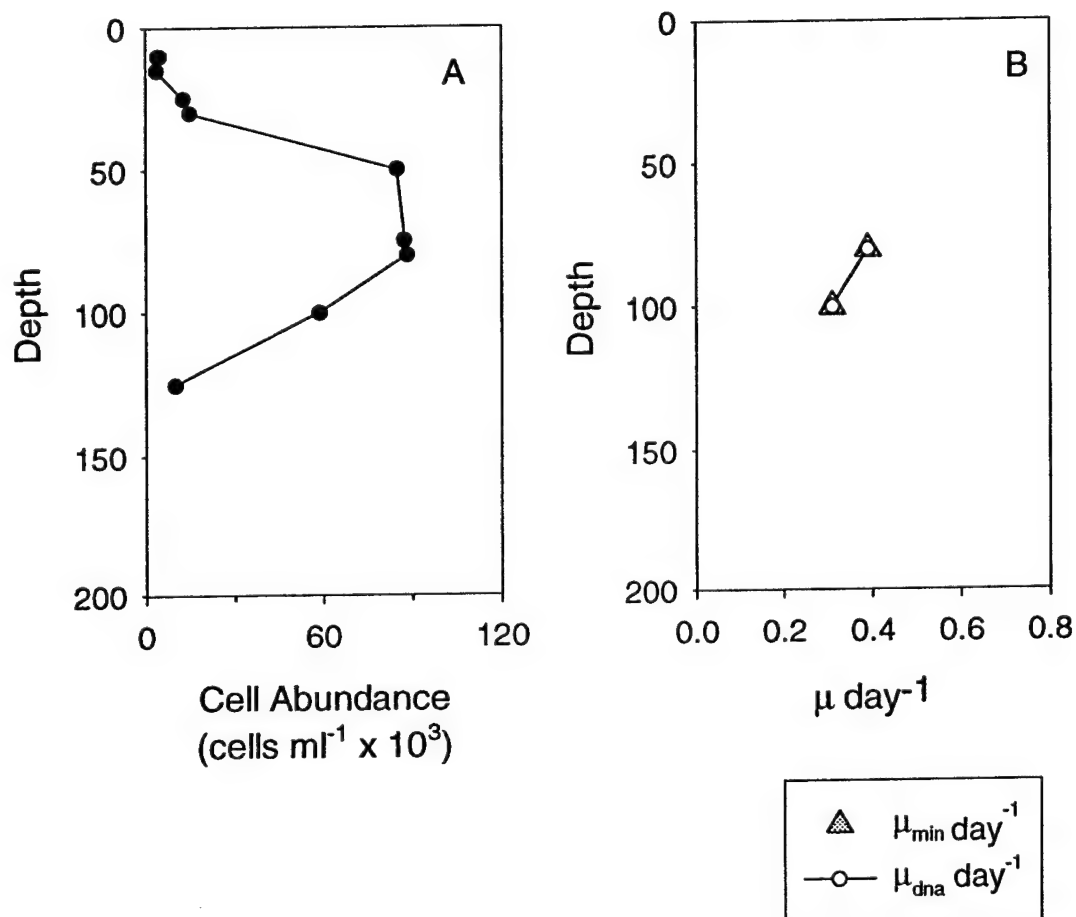 A
0
50
100
150
200
Depth
0
60
120
Cell Abundance
(cells ml⁻¹ x 10³)
B
0
50
100
150
200
Depth
0.0
0.2
0.4
0.6
0.8
μ day⁻¹
μmin day⁻¹
μdna day⁻¹